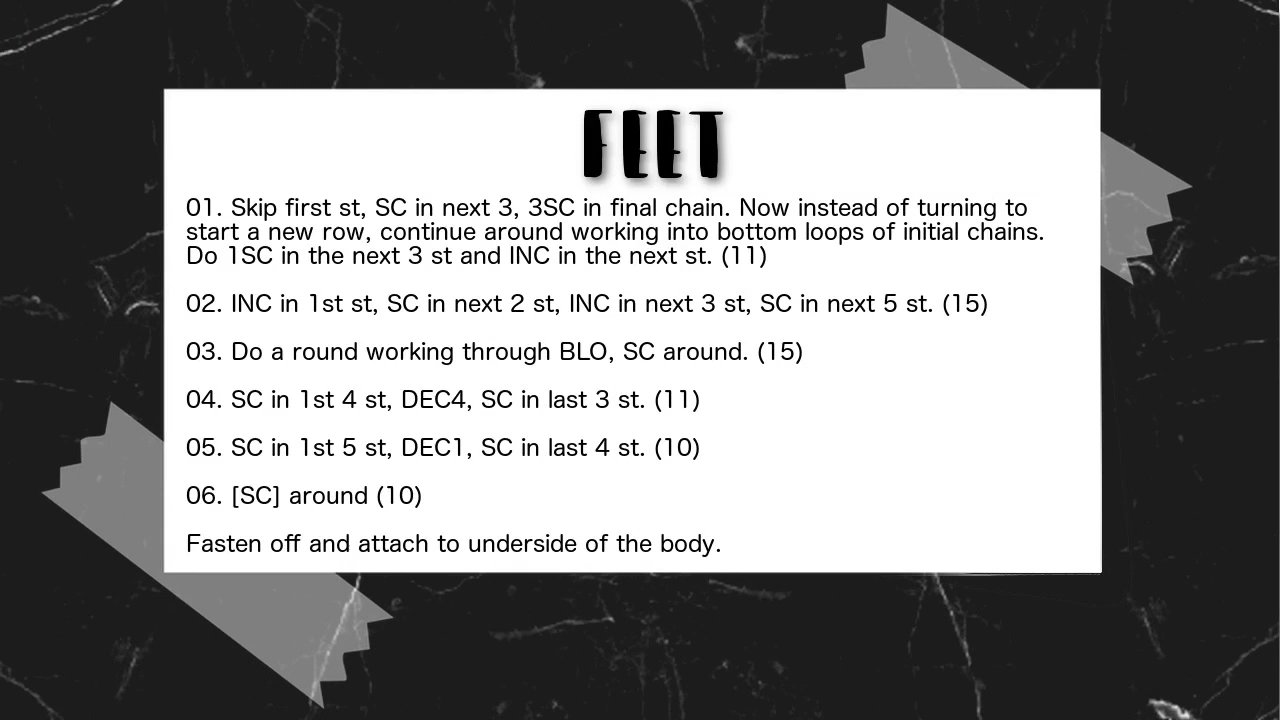 FEET
01. Skip first st, SC in next 3, 3SC in final chain. Now instead of turning to
start a new row, continue around working into bottom loops of initial chains.
Do 1SC in the next 3 st and INC in the next st. (11)
02. INC in 1st st, SC in next 2 st, INC in next 3 st, SC in next 5 st. (15)
03. Do a round working through BLO, SC around. (15)
04. SC in 1st 4 st, DEC4, SC in last 3 st. (11)
05. SC in 1st 5 st, DEC1, SC in last 4 st. (10)
06. [SC] around (10)
Fasten off and attach to underside of the body.